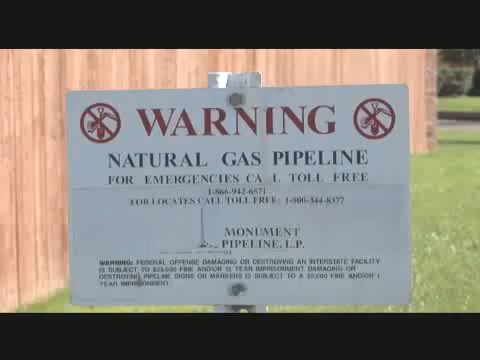 WARNING
NATURAL GAS PIPELINE
FOR EMERGENCIES CALL TOLL FREE
1-866-942-6571
FOR LOCATES CALL TOLL FREE: 1-800-344-8377
MONUMENT
PIPELINE, L.P.
WARNING: FEDERAL OFFENSE DAMAGING OR DESTROYING AN INTERSTATE FACILITY
IS SUBJECT TO $25,000 FINE AND/OR 15 YEAR IMPRISONMENT. DAMAGING OR
DESTROYING PIPELINE SIGNS OR MARKERS IS SUBJECT TO A $5,000 FINE AND/OR 1
YEAR IMPRISONMENT.